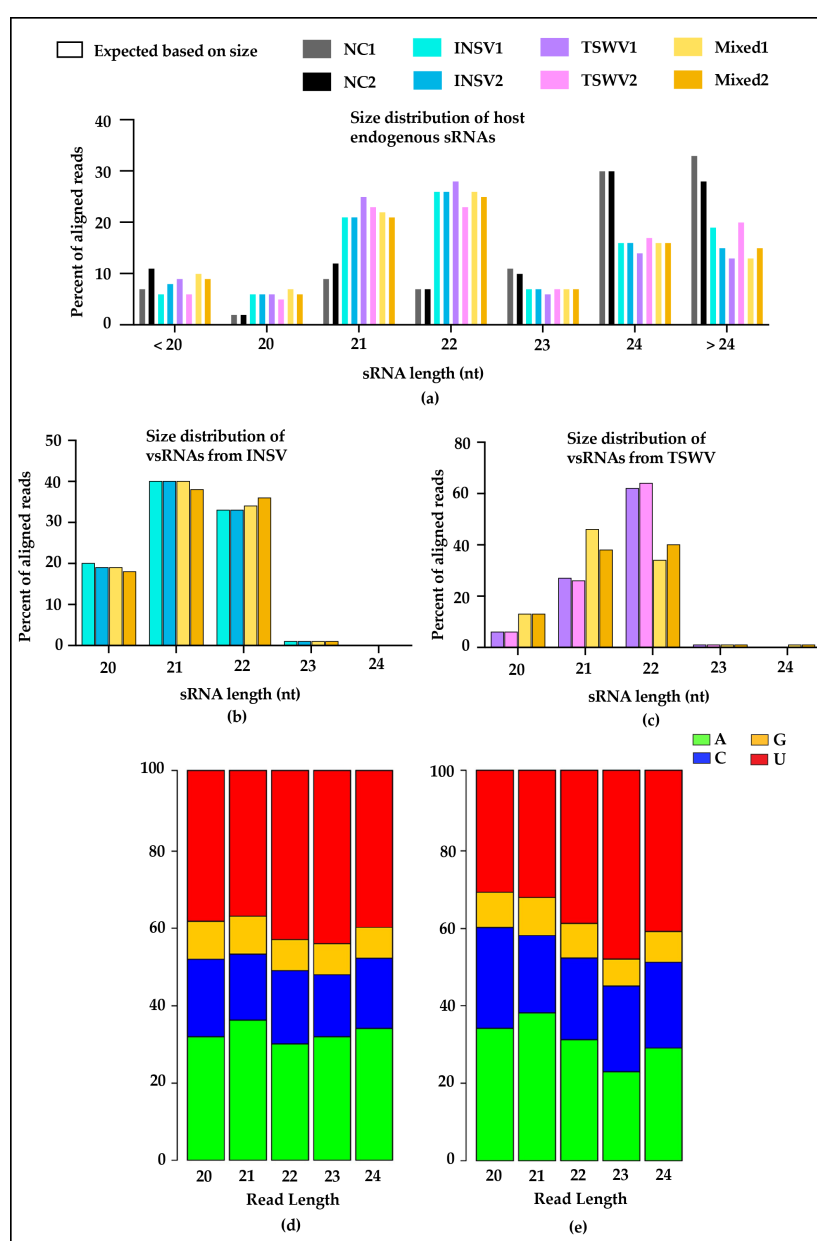 Expected based on size
NC1 INSV1 TSWV1 Mixed1
NC2 INSV2 TSWV2 Mixed2
Size distribution of host
endogenous sRNAs
Percent of aligned reads
40
30
20
10
0
< 20 20 21 22 23 24 > 24
sRNA length (nt)
(a)
Size distribution of
vsRNAs from INSV
Percent of aligned reads
50
40
30
20
10
0
20 21 22 23 24
sRNA length (nt)
(b)
Size distribution of
vsRNAs from TSWV
Percent of aligned reads
80
60
40
20
0
20 21 22 23 24
sRNA length (nt)
(c)
A G
C U
100
80
60
40
20
0
20 21 22 23 24
Read Length
(d)
100
80
60
40
20
0
20 21 22 23 24
Read Length
(e)